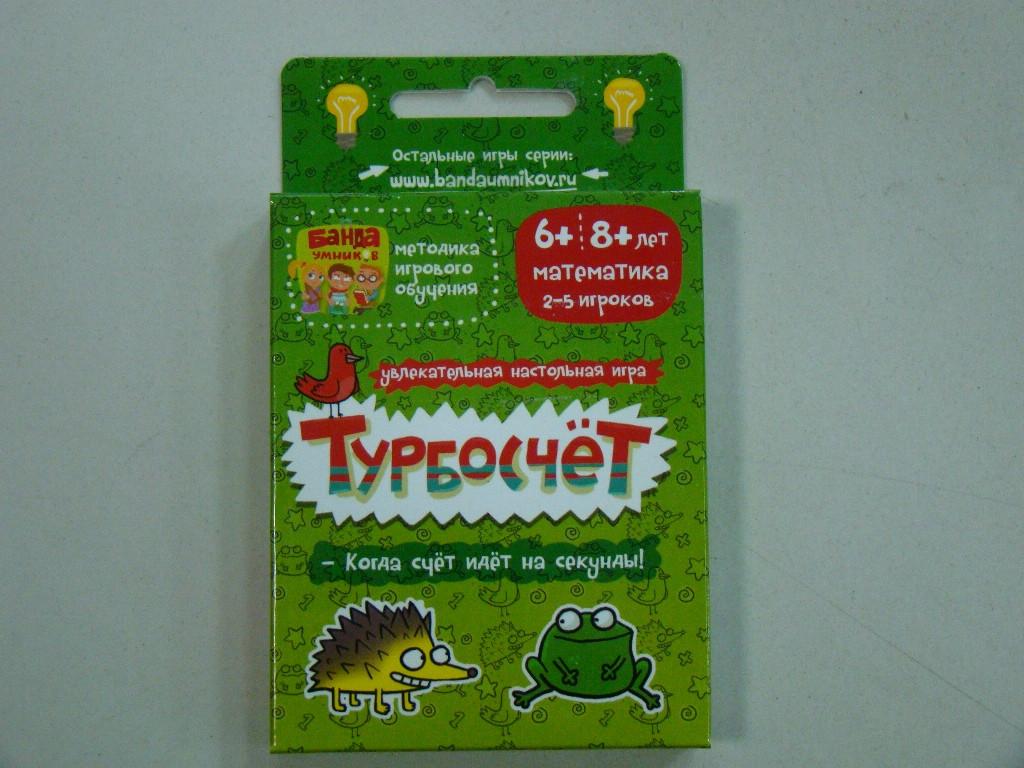 Остальные игры серии:
www.bandaumnikov.ru
БАНДА
УМНИКОВ
методика
игрового
обучения
6+ 8+ лет
математика
2-5 игроков
увлекательная настольная игра
Турбосчёт
– Когда счёт идёт на секунды!